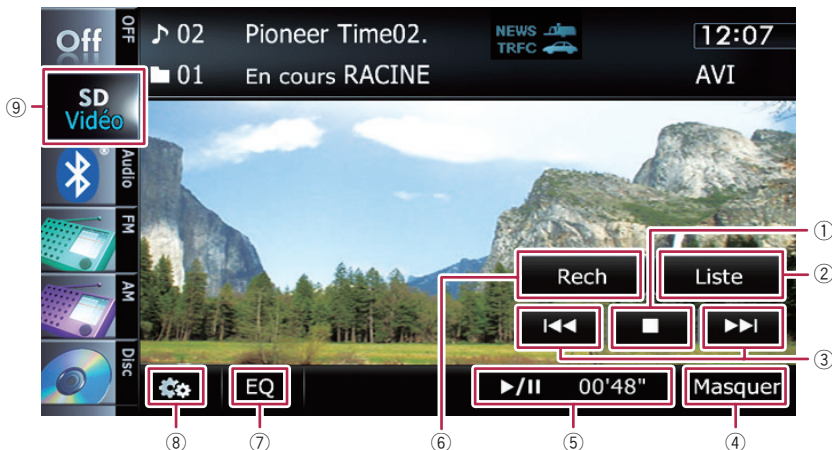 Off
OFF
♪ 02 Pioneer Time02.
NEWS
TRFC
12:07
01 En cours RACINE
AVI
⑨
SD
Vidéo
Audio
FM
AM
Disc
①
Rech
Liste
②
③
EQ
►/II 00'48"
Masquer
⑧
⑦
⑥
⑤
④